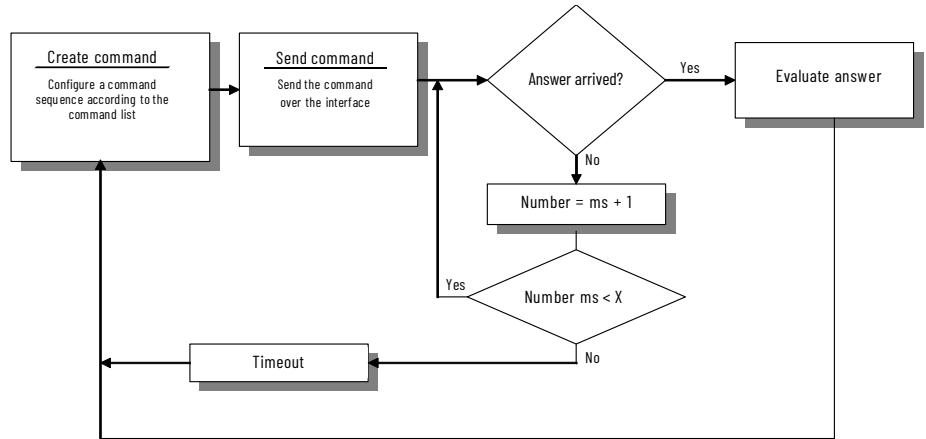 Create command
Configure a command
sequence according to the
command list
Send command
Send the command
over the interface
Answer arrived?
Yes
Evaluate answer
No
Number = ms + 1
Yes
Number ms < X
No
Timeout